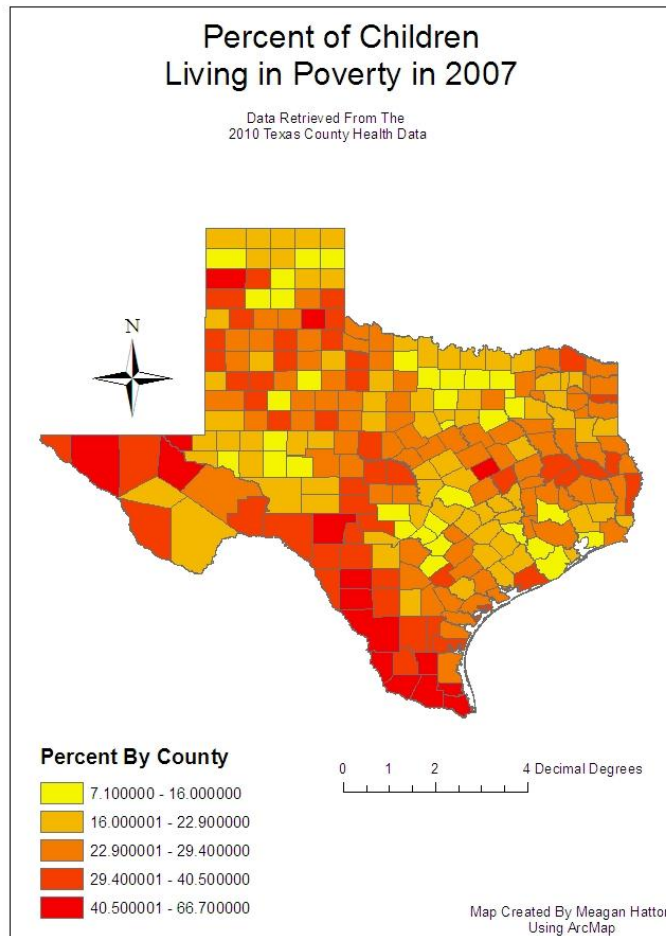 Percent of Children
Living in Poverty in 2007
Data Retrieved From The
2010 Texas County Health Data
N
Percent By County
7.100000 - 16.000000
16.000001 - 22.900000
22.900001 - 29.400000
29.400001 - 40.500000
40.500001 - 66.700000
0 1 2 4 Decimal Degrees
Map Created By Meagan Hatton
Using ArcMap